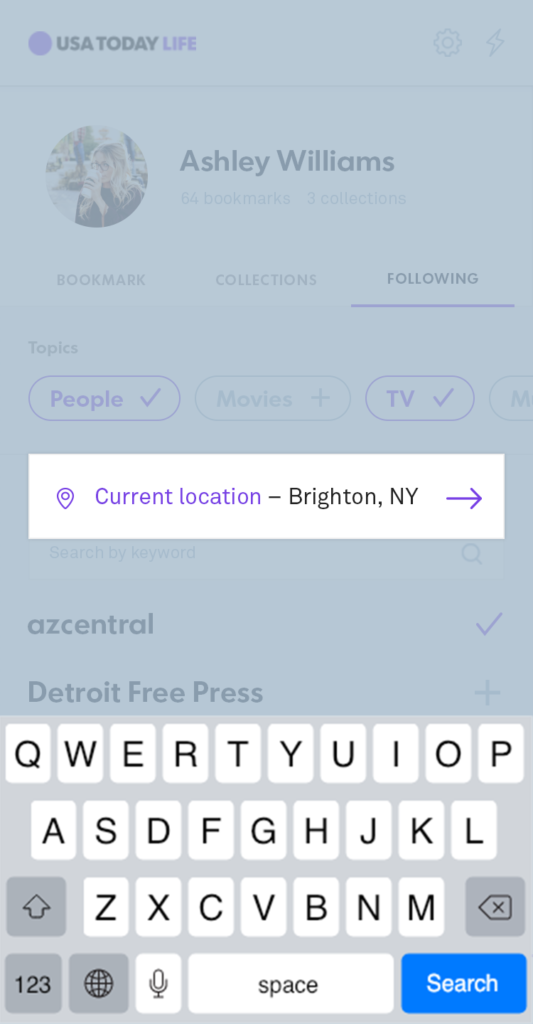 USA TODAY LIFE
Ashley Williams
64 bookmarks 3 collections
BOOKMARK COLLECTIONS FOLLOWING
Topics
People Movies TV
Current location – Brighton, NY
Search by keyword
azcentral
Detroit Free Press
Q W E R T Y U I O P
A S D F G H J K L
Z X C V B N M
123 space Search